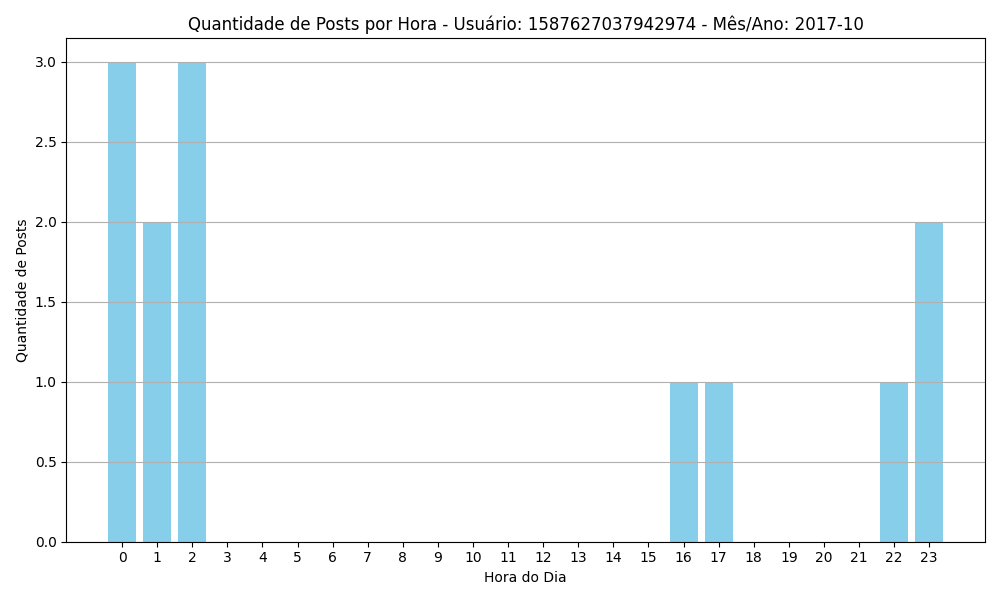 Quantidade de Posts por Hora - Usuário: 1587627037942974 - Mês/Ano: 2017-10
Quantidade de Posts
3.0
2.5
2.0
1.5
1.0
0.5
0.0
0 1 2 3 4 5 6 7 8 9 10 11 12 13 14 15 16 17 18 19 20 21 22 23
Hora do Dia